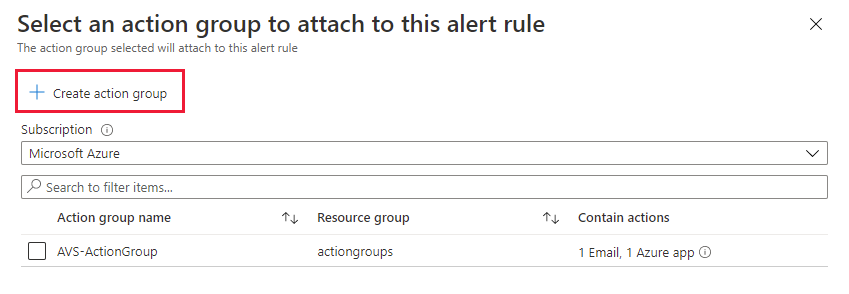 Select an action group to attach to this alert rule
The action group selected will attach to this alert rule
Create action group
Subscription
Microsoft Azure
Search to filter items...
Action group name Resource group Contain actions
AVS-ActionGroup actiongroups 1 Email, 1 Azure app